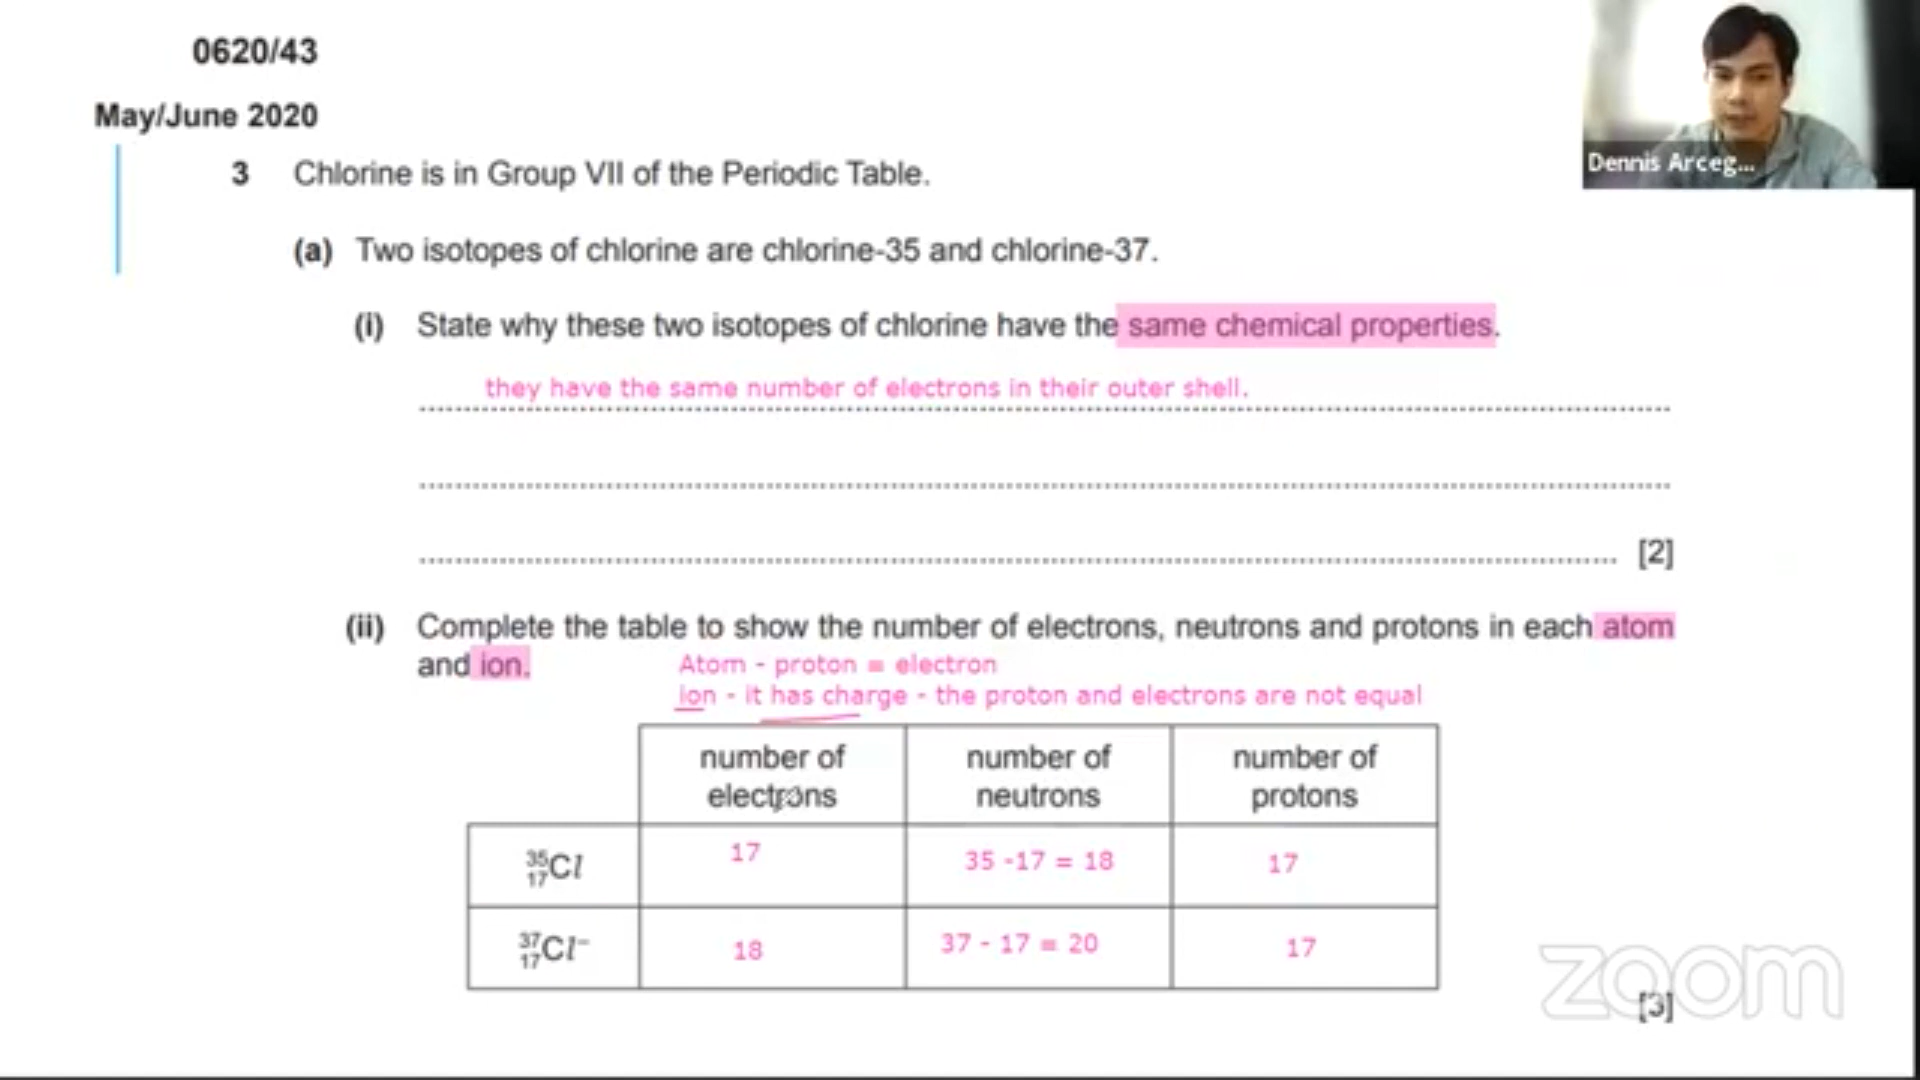 0620/43
May/June 2020
Dennis Arceg...
3 Chlorine is in Group VII of the Periodic Table.
(a) Two isotopes of chlorine are chlorine-35 and chlorine-37.
(i) State why these two isotopes of chlorine have the same chemical properties.
they have the same number of electrons in their outer shell.
[2]
(ii) Complete the table to show the number of electrons, neutrons and protons in each atom
and ion.
Atom - proton = electron
ion - it has charge - the proton and electrons are not equal
number of electrons number of neutrons number of protons
³⁵₁₇Cl 17 35 -17 = 18 17
³⁷₁₇Cl⁻ 18 37 - 17 = 20 17
zoom
[3]